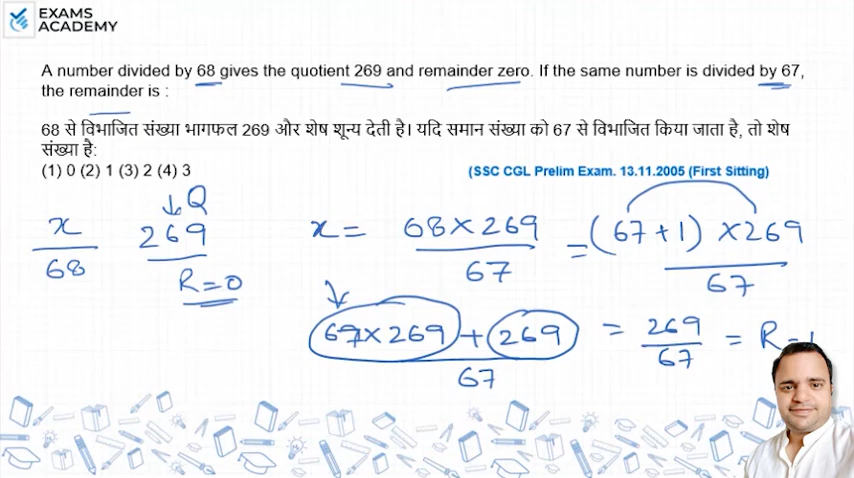 EXAMS
ACADEMY
A number divided by 68 gives the quotient 269 and remainder zero. If the same number is divided by 67,
the remainder is :
68 से विभाजित संख्या भागफल 269 और शेष शून्य देती है। यदि समान संख्या को 67 से विभाजित किया जाता है, तो शेष
संख्या है:
(1) 0 (2) 1 (3) 2 (4) 3
(SSC CGL Prelim Exam. 13.11.2005 (First Sitting)
x/68 269 Q
R=0
x = 68×269/67 = (67+1)×269/67
67×269 + 269/67 = 269/67 = R